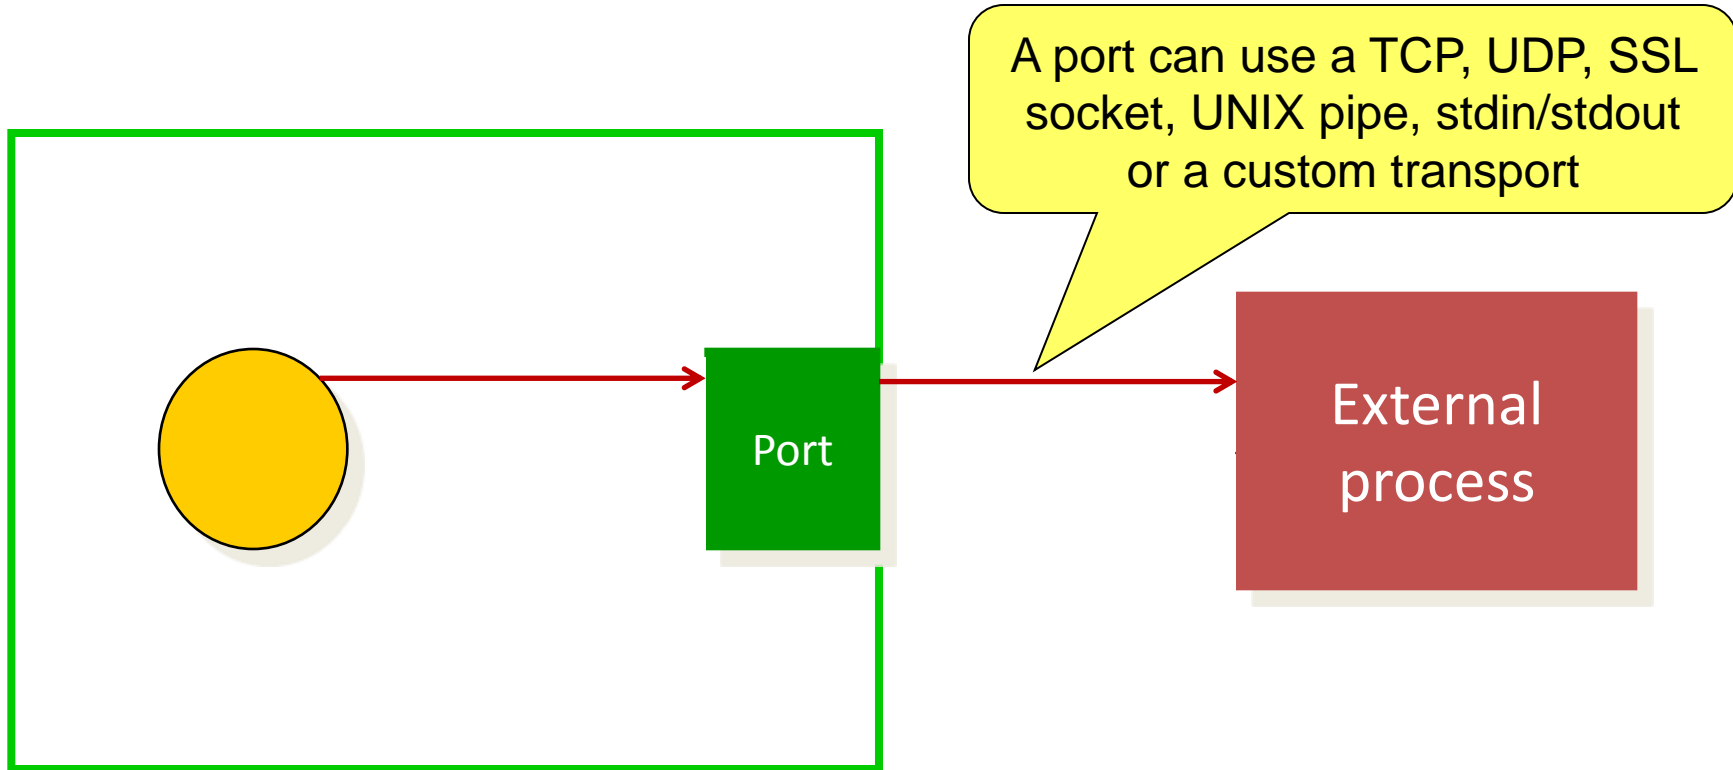 A port can use a TCP, UDP, SSL
socket, UNIX pipe, stdin/stdout
or a custom transport
Port
External
process